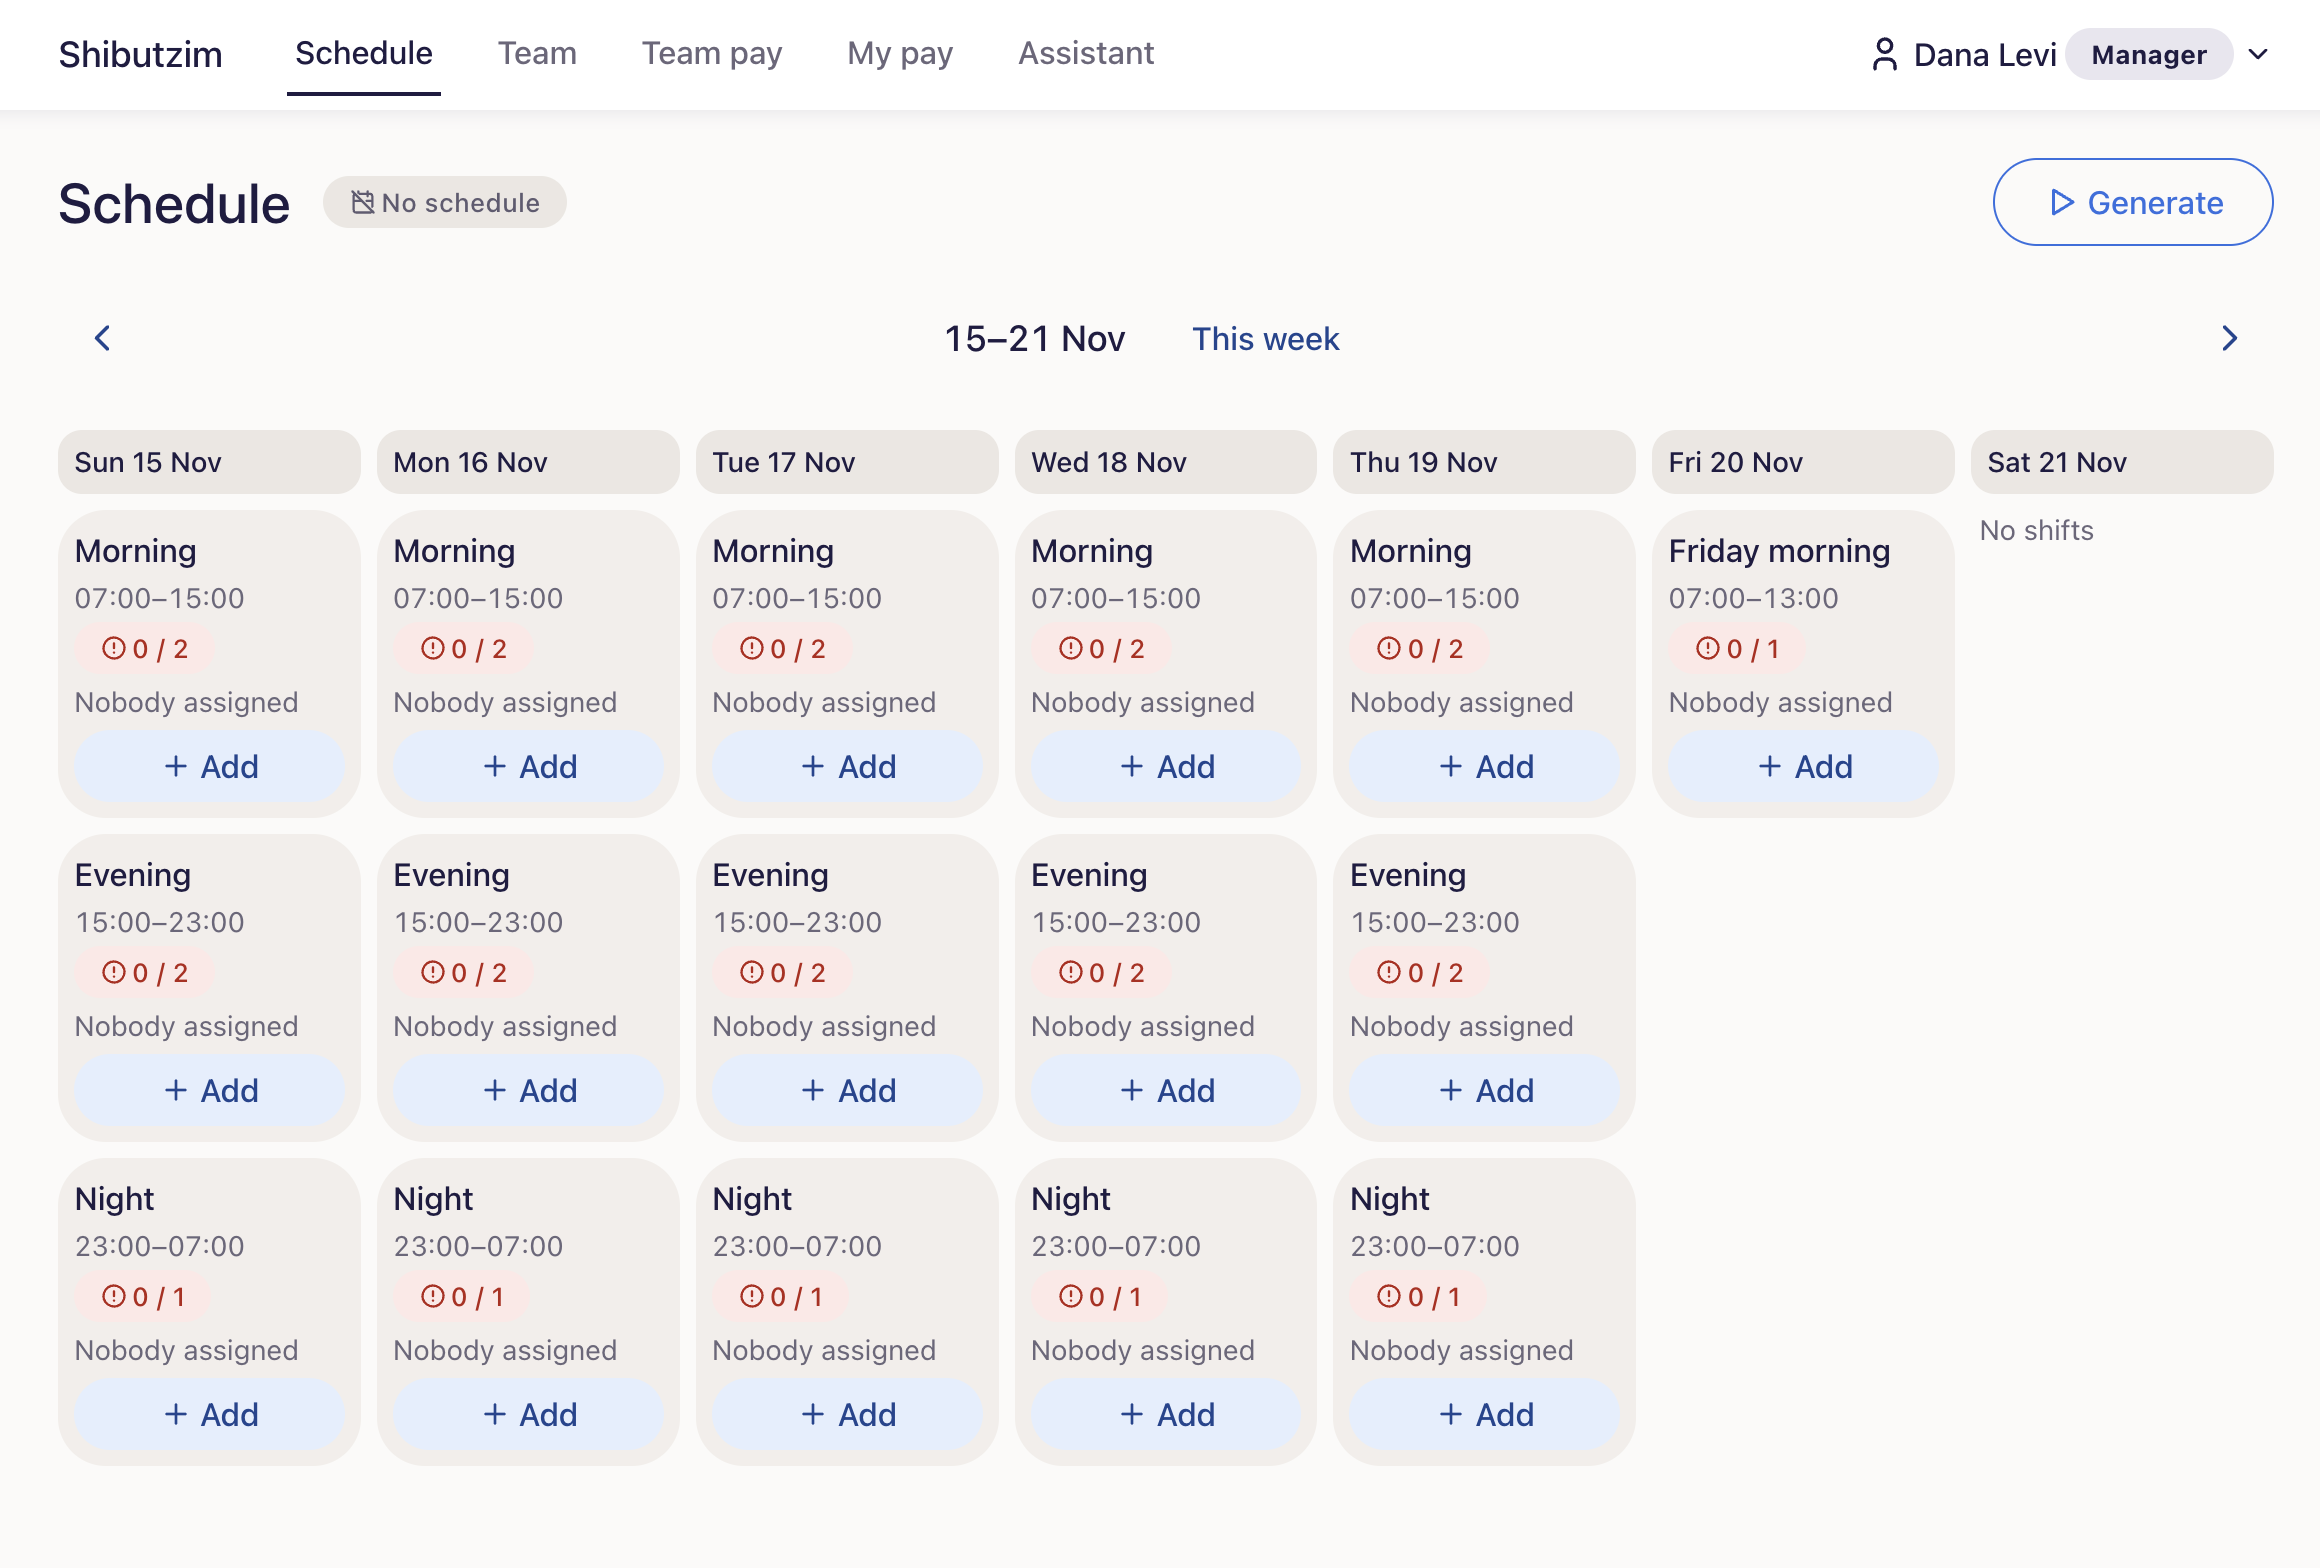 Shibutzim Schedule Team Team pay My pay Assistant Dana Levi Manager
Schedule No schedule Generate
15–21 Nov This week
Sun 15 Nov Mon 16 Nov Tue 17 Nov Wed 18 Nov Thu 19 Nov Fri 20 Nov Sat 21 Nov
Morning Morning Morning Morning Morning Friday morning No shifts
07:00–15:00 07:00–15:00 07:00–15:00 07:00–15:00 07:00–15:00 07:00–13:00
0 / 2 0 / 2 0 / 2 0 / 2 0 / 2 0 / 1
Nobody assigned Nobody assigned Nobody assigned Nobody assigned Nobody assigned Nobody assigned
+ Add + Add + Add + Add + Add + Add
Evening Evening Evening Evening Evening
15:00–23:00 15:00–23:00 15:00–23:00 15:00–23:00 15:00–23:00
0 / 2 0 / 2 0 / 2 0 / 2 0 / 2
Nobody assigned Nobody assigned Nobody assigned Nobody assigned Nobody assigned
+ Add + Add + Add + Add + Add
Night Night Night Night Night
23:00–07:00 23:00–07:00 23:00–07:00 23:00–07:00 23:00–07:00
0 / 1 0 / 1 0 / 1 0 / 1 0 / 1
Nobody assigned Nobody assigned Nobody assigned Nobody assigned Nobody assigned
+ Add + Add + Add + Add + Add